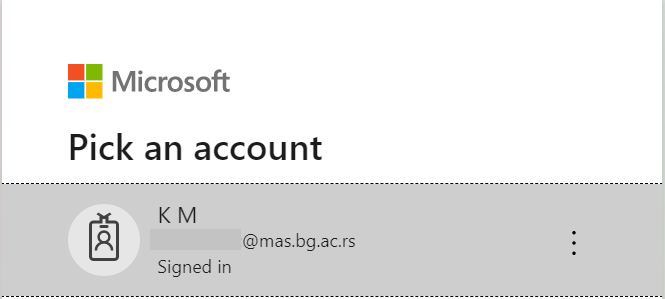 Microsoft
Pick an account
K M
@mas.bg.ac.rs
Signed in